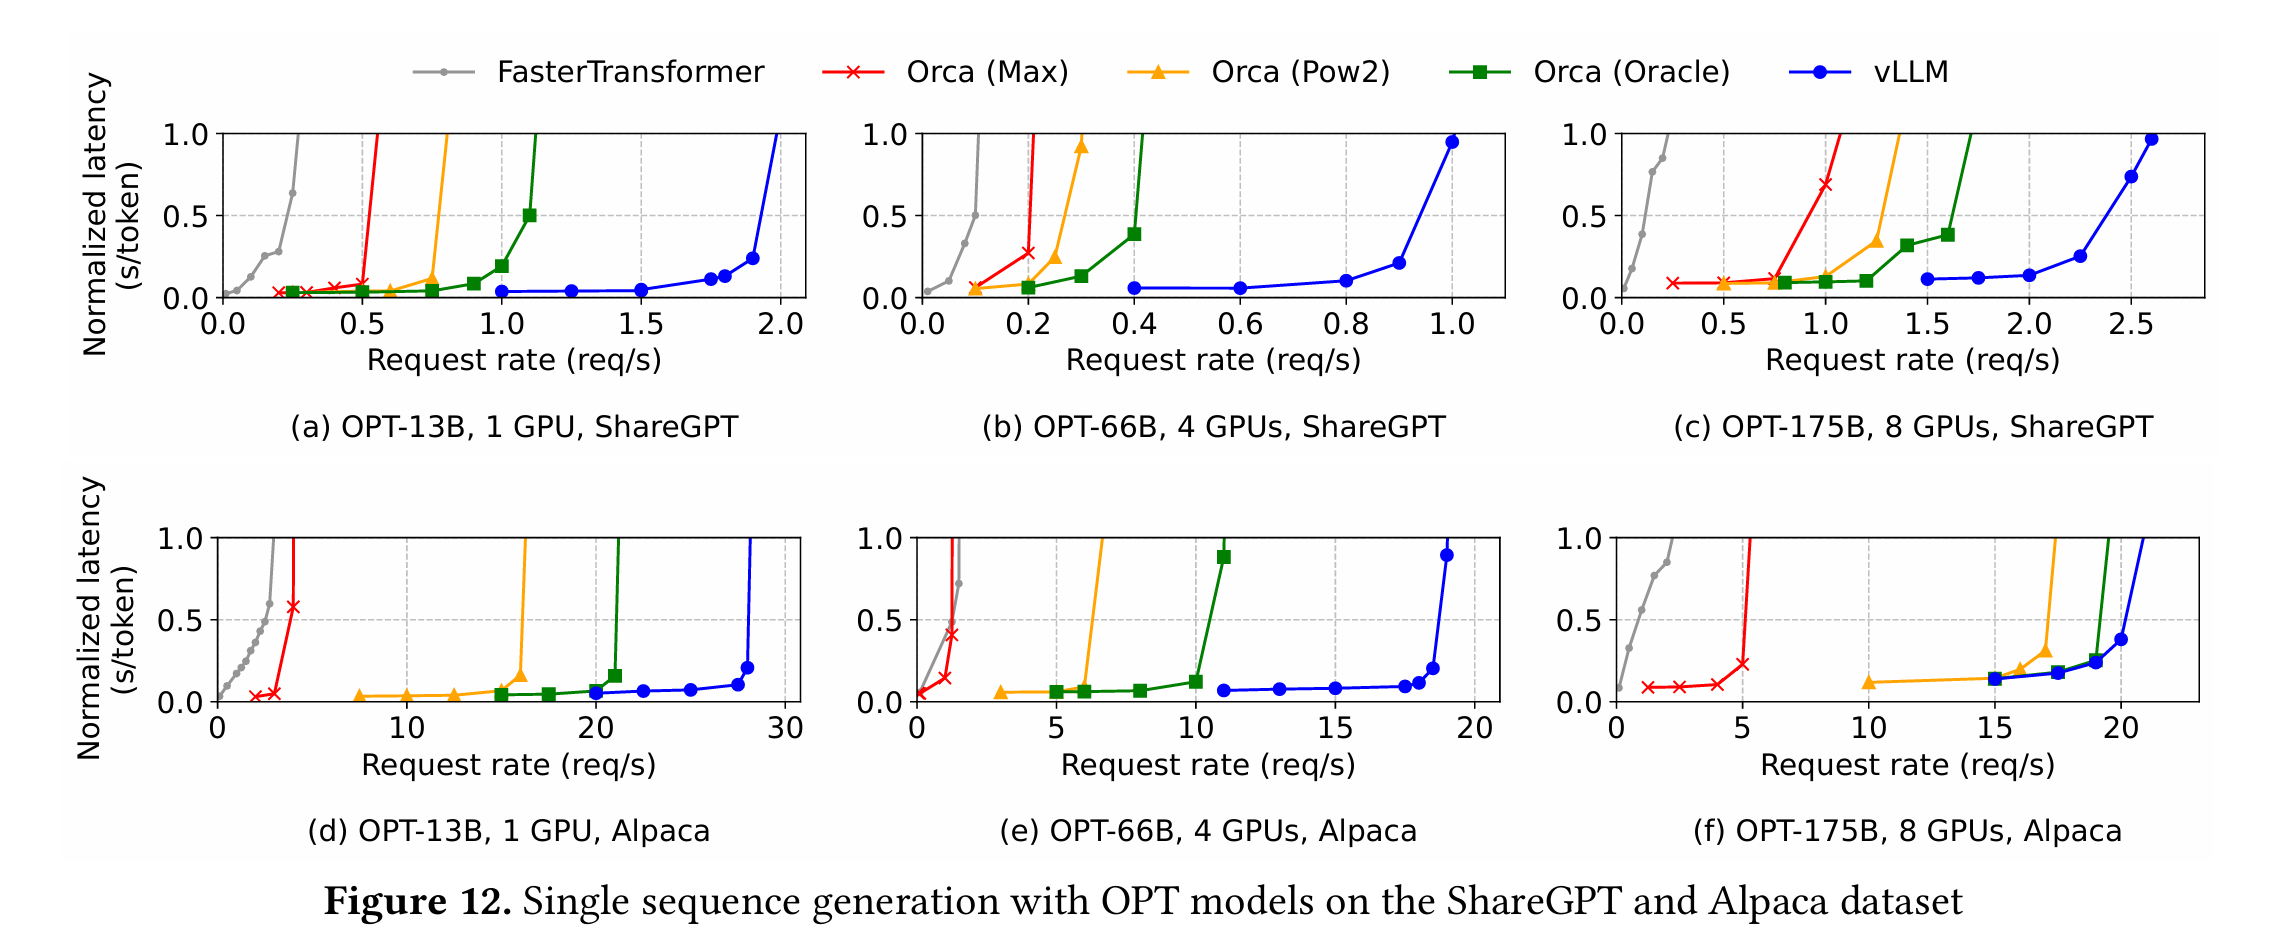 FasterTransformer Orca (Max) Orca (Pow2) Orca (Oracle) vLLM
Normalized latency
(s/token)
1.0
0.5
0.0
0.0 0.5 1.0 1.5 2.0
Request rate (req/s)
(a) OPT-13B, 1 GPU, ShareGPT
1.0
0.5
0.0
0.0 0.2 0.4 0.6 0.8 1.0
Request rate (req/s)
(b) OPT-66B, 4 GPUs, ShareGPT
1.0
0.5
0.0
0.0 0.5 1.0 1.5 2.0 2.5
Request rate (req/s)
(c) OPT-175B, 8 GPUs, ShareGPT
Normalized latency
(s/token)
1.0
0.5
0.0
0 10 20 30
Request rate (req/s)
(d) OPT-13B, 1 GPU, Alpaca
1.0
0.5
0.0
0 5 10 15 20
Request rate (req/s)
(e) OPT-66B, 4 GPUs, Alpaca
1.0
0.5
0.0
0 5 10 15 20
Request rate (req/s)
(f) OPT-175B, 8 GPUs, Alpaca
Figure 12. Single sequence generation with OPT models on the ShareGPT and Alpaca dataset